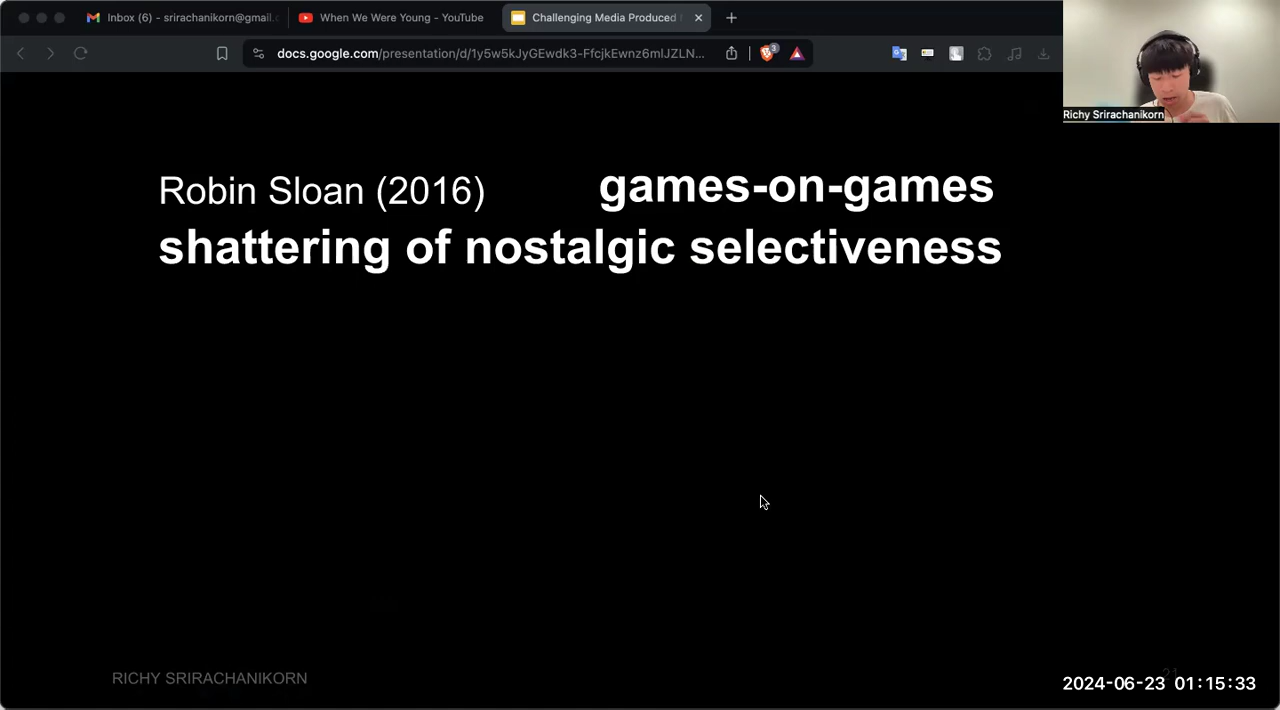 Inbox (6) - srirachanikorn@gmail.c
When We Were Young - YouTube
Challenging Media Produced
docs.google.com/presentation/d/1y5w5kJyGEwdk3-FfcjkEwnz6mlJZLN...
3
Richy Srirachanikorn
Robin Sloan (2016) games-on-games
shattering of nostalgic selectiveness
RICHY SRIRACHANIKORN
21
2024-06-23 01:15:33